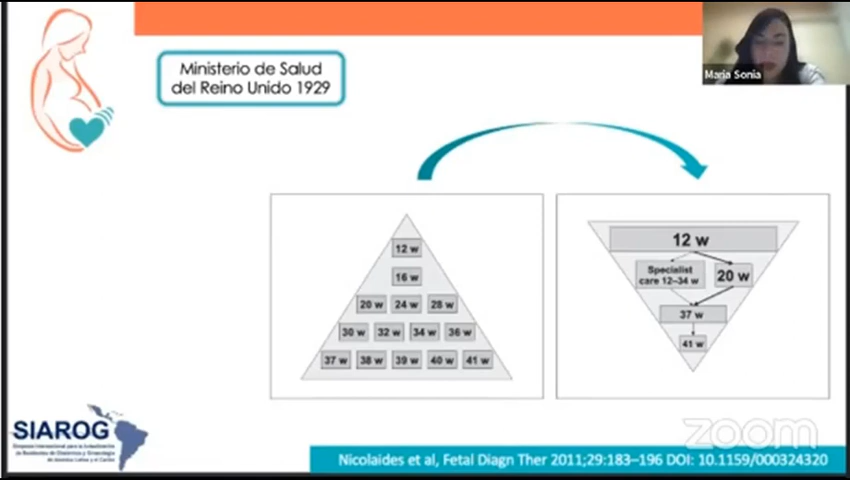 Maria Sonia
Ministerio de Salud
del Reino Unido 1929
12 w
16 w
20 w 24 w 28 w
30 w 32 w 34 w 36 w
37 w 38 w 39 w 40 w 41 w
12 w
Specialist
care 12–34 w
20 w
37 w
41 w
SIAROG
Simposio Internacional para la Actualización
de Residentes de Obstetricia y Ginecología
de América Latina y el Caribe
zoom
Nicolaides et al, Fetal Diagn Ther 2011;29:183–196 DOI: 10.1159/000324320